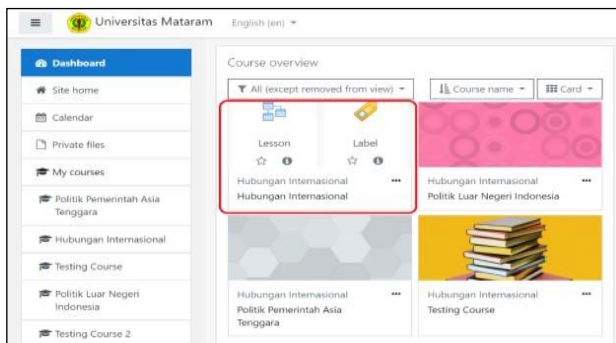 Universitas Mataram English (en)
Dashboard
Site home
Calendar
Private files
My courses
Politik Pemerintah Asia
Tenggara
Hubungan Internasional
Testing Course
Politik Luar Negeri
Indonesia
Testing Course 2
Course overview
All (except removed from view) Course name Card
Lesson Label
Hubungan Internasional
Hubungan Internasional
Hubungan Internasional
Politik Luar Negeri Indonesia
Hubungan Internasional
Politik Pemerintah Asia
Tenggara
Hubungan Internasional
Testing Course